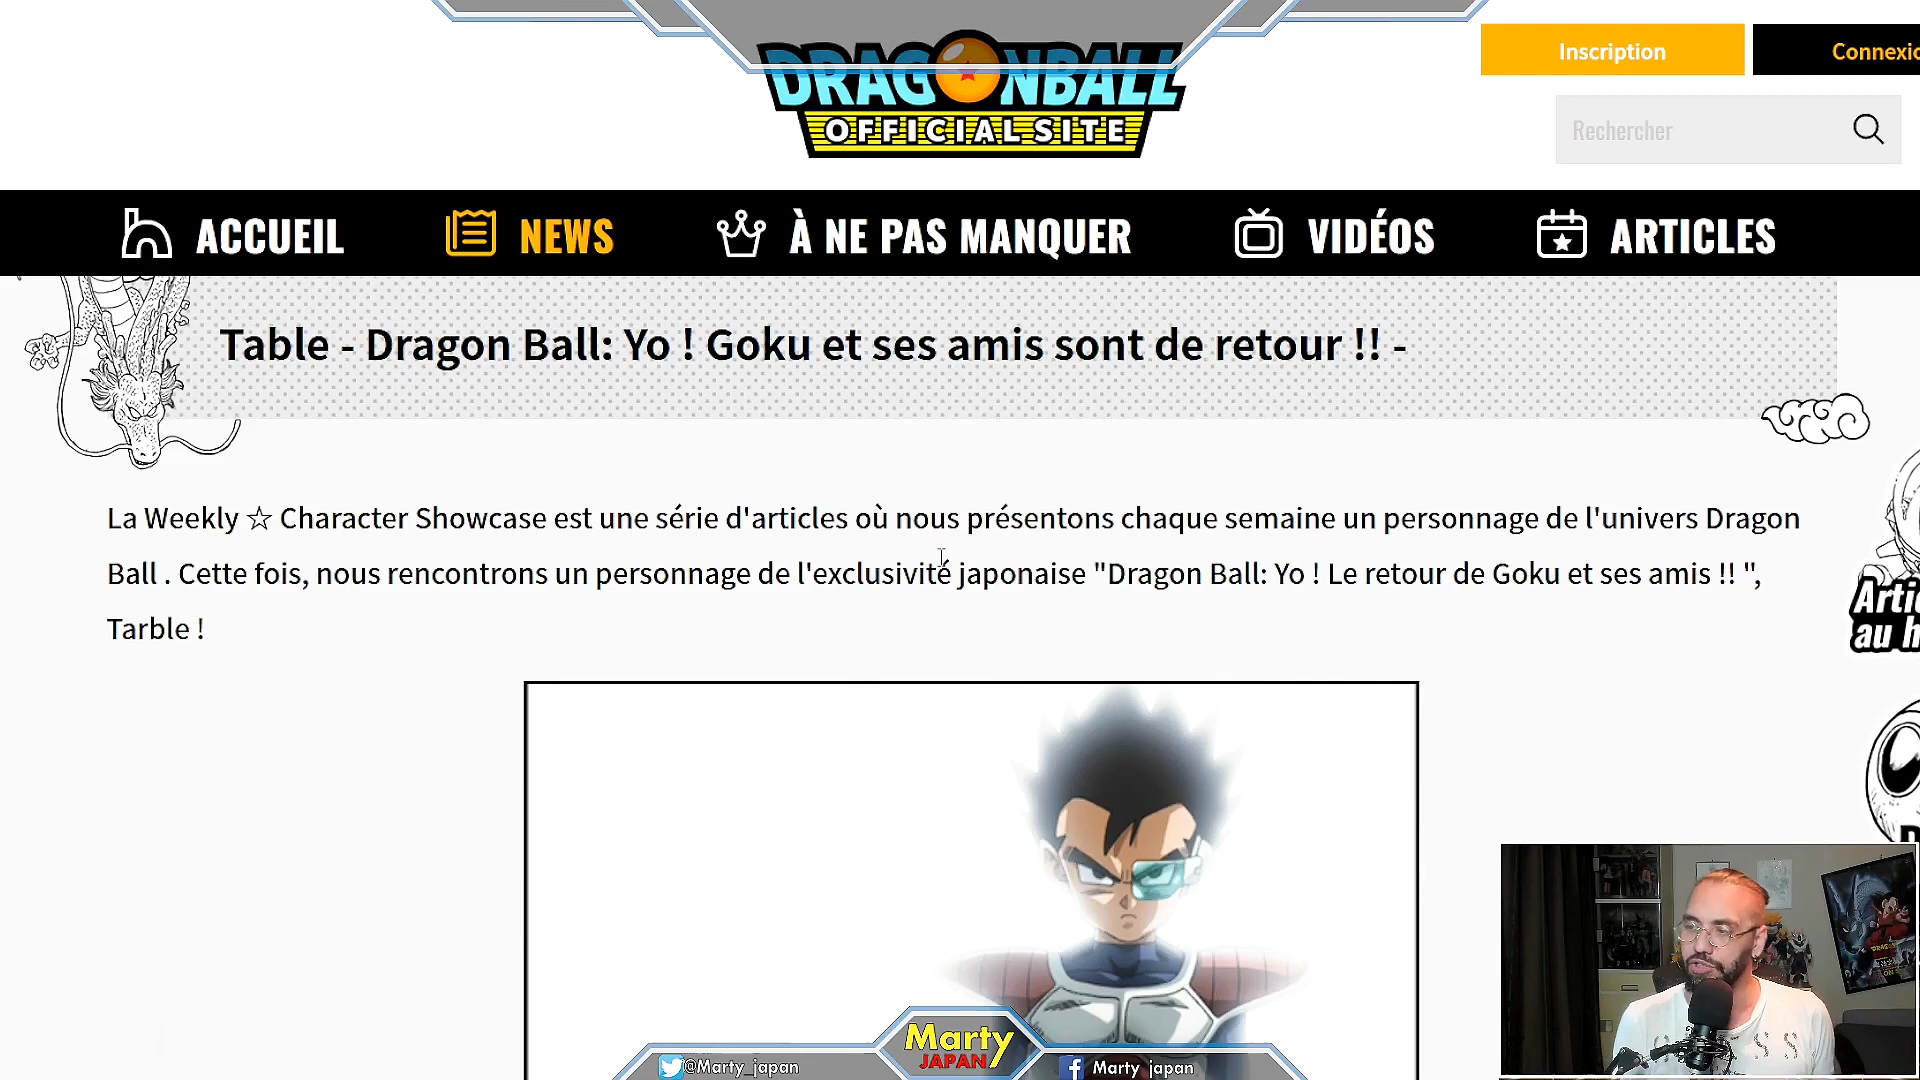 DRAGONBALL
OFFICIAL SITE
Inscription
Connexio
Rechercher
ACCUEIL
NEWS
À NE PAS MANQUER
VIDÉOS
ARTICLES
Table - Dragon Ball: Yo ! Goku et ses amis sont de retour !! -
La Weekly ☆ Character Showcase est une série d'articles où nous présentons chaque semaine un personnage de l'univers Dragon
Ball . Cette fois, nous rencontrons un personnage de l'exclusivité japonaise "Dragon Ball: Yo ! Le retour de Goku et ses amis !! ",
Tarble !
Artic
au h
Marty
JAPAN
@Marty_japan
Marty_japan